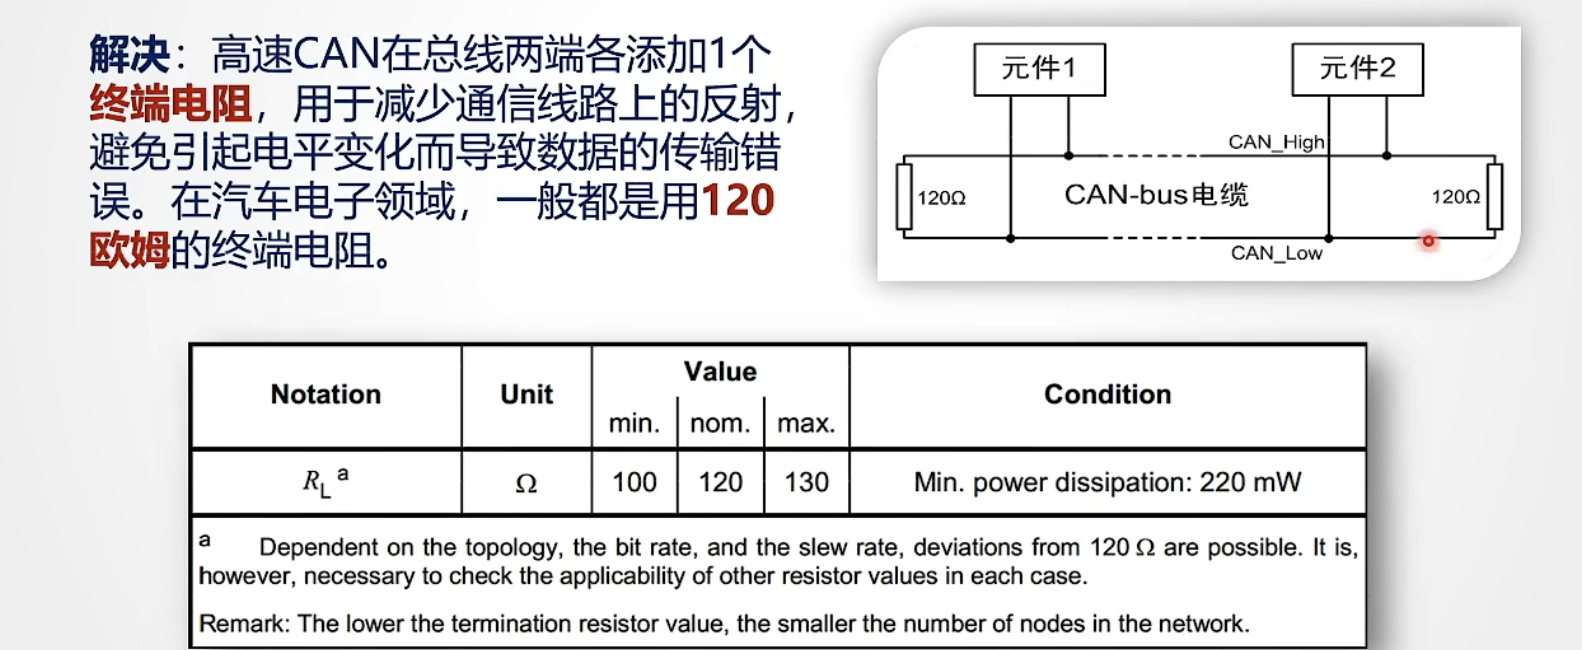 解决：高速CAN在总线两端各添加1个
终端电阻，用于减少通信线路上的反射，
避免引起电平变化而导致数据的传输错
误。在汽车电子领域，一般都是用120
欧姆的终端电阻。
元件1
元件2
CAN_High
120Ω
CAN-bus电缆
120Ω
CAN_Low
Notation
Unit
Value
Condition
min.
nom.
max.
RL a
Ω
100
120
130
Min. power dissipation: 220 mW
a Dependent on the topology, the bit rate, and the slew rate, deviations from 120 Ω are possible. It is,
however, necessary to check the applicability of other resistor values in each case.
Remark: The lower the termination resistor value, the smaller the number of nodes in the network.